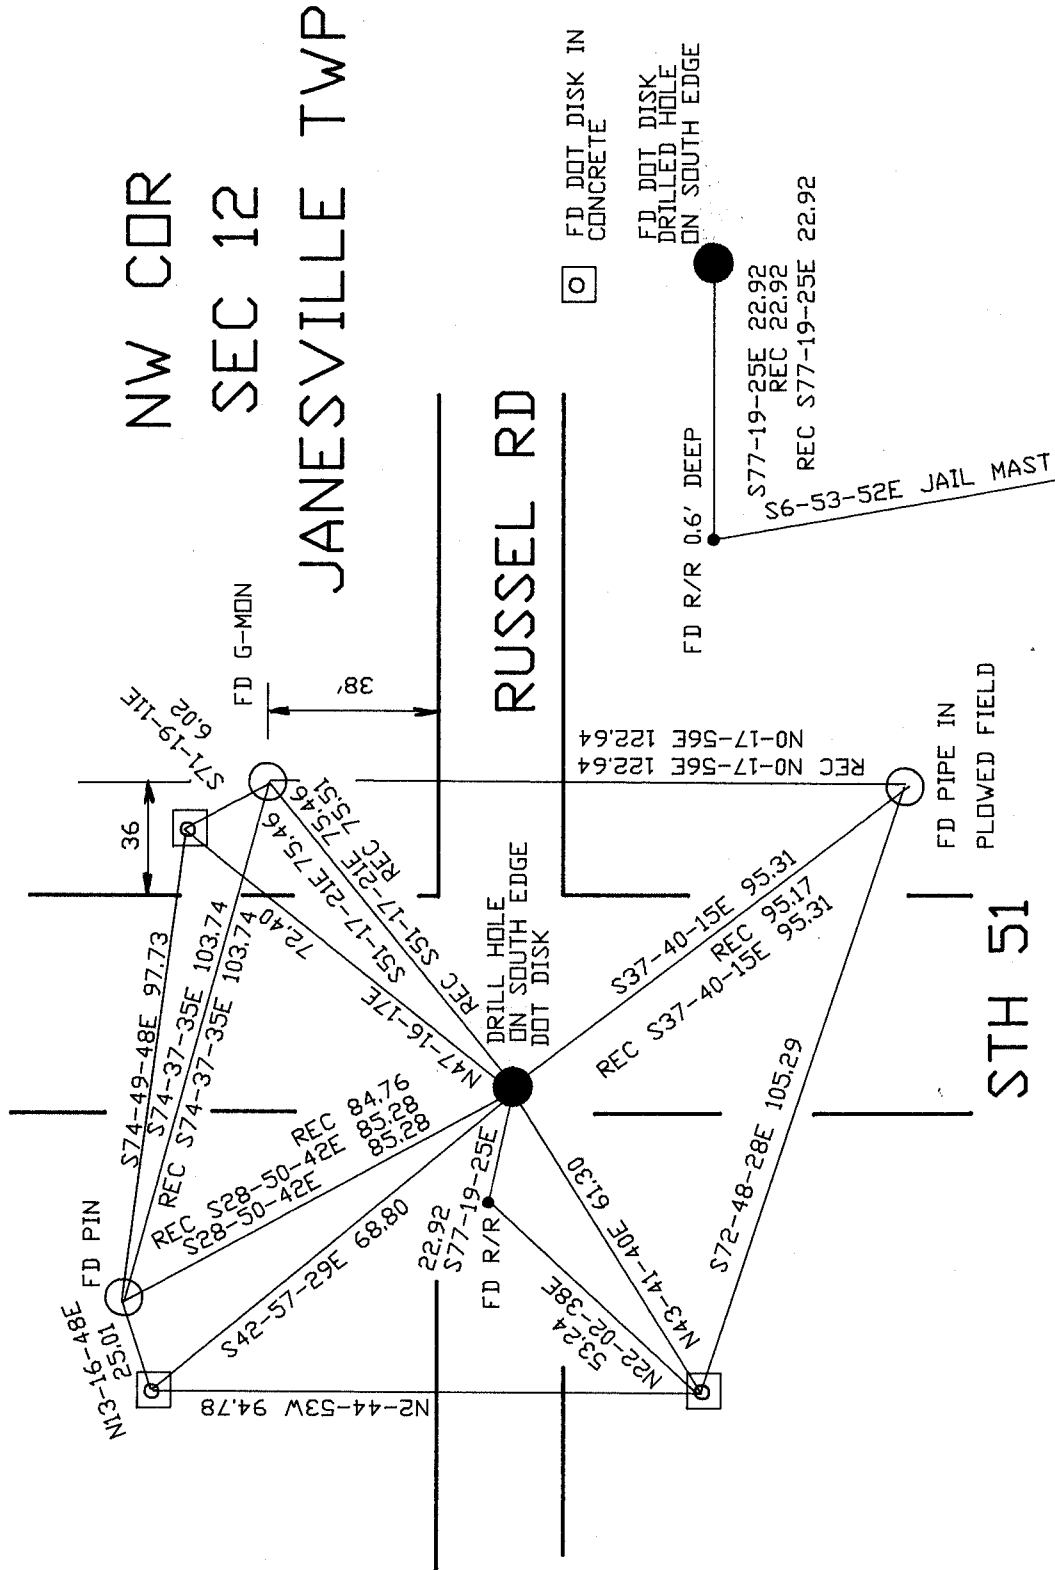 NW COR
SEC 12
JANESVILLE TWP
FD DOT DISK IN
CONCRETE
FD DOT DISK
DRILLED HOLE
ON SOUTH EDGE
S77-19-25E 22.92
REC 22.92
REC S77-19-25E 22.92
FD R/R 0.6' DEEP
S6-53-52E JAIL MAST
RUSSEL RD
FD G-MON
38'
S71-19-11E
6.02
36
N0-17-56E 122.64
REC N0-17-56E 122.64
FD PIPE IN
PLOWED FIELD
STH 51
S74-49-48E 97.73
S74-37-35E 103.74
REC S74-37-35E 103.74
72.40
N47-16-17E
S51-17-21E 75.46
REC S51-17-21E 75.46
REC 75.51
DRILL HOLE
ON SOUTH EDGE
DOT DISK
S37-40-15E 95.31
REC 95.17
REC S37-40-15E 95.31
REC 84.76
REC S28-50-42E 85.28
S28-50-42E 85.28
FD PIN
N13-16-48E
25.01
S42-57-29E 68.80
22.92
S77-19-25E
FD R/R
N22-02-38E
53.24
N43-41-40E 61.30
S72-48-28E 105.29
N2-44-53W 94.78